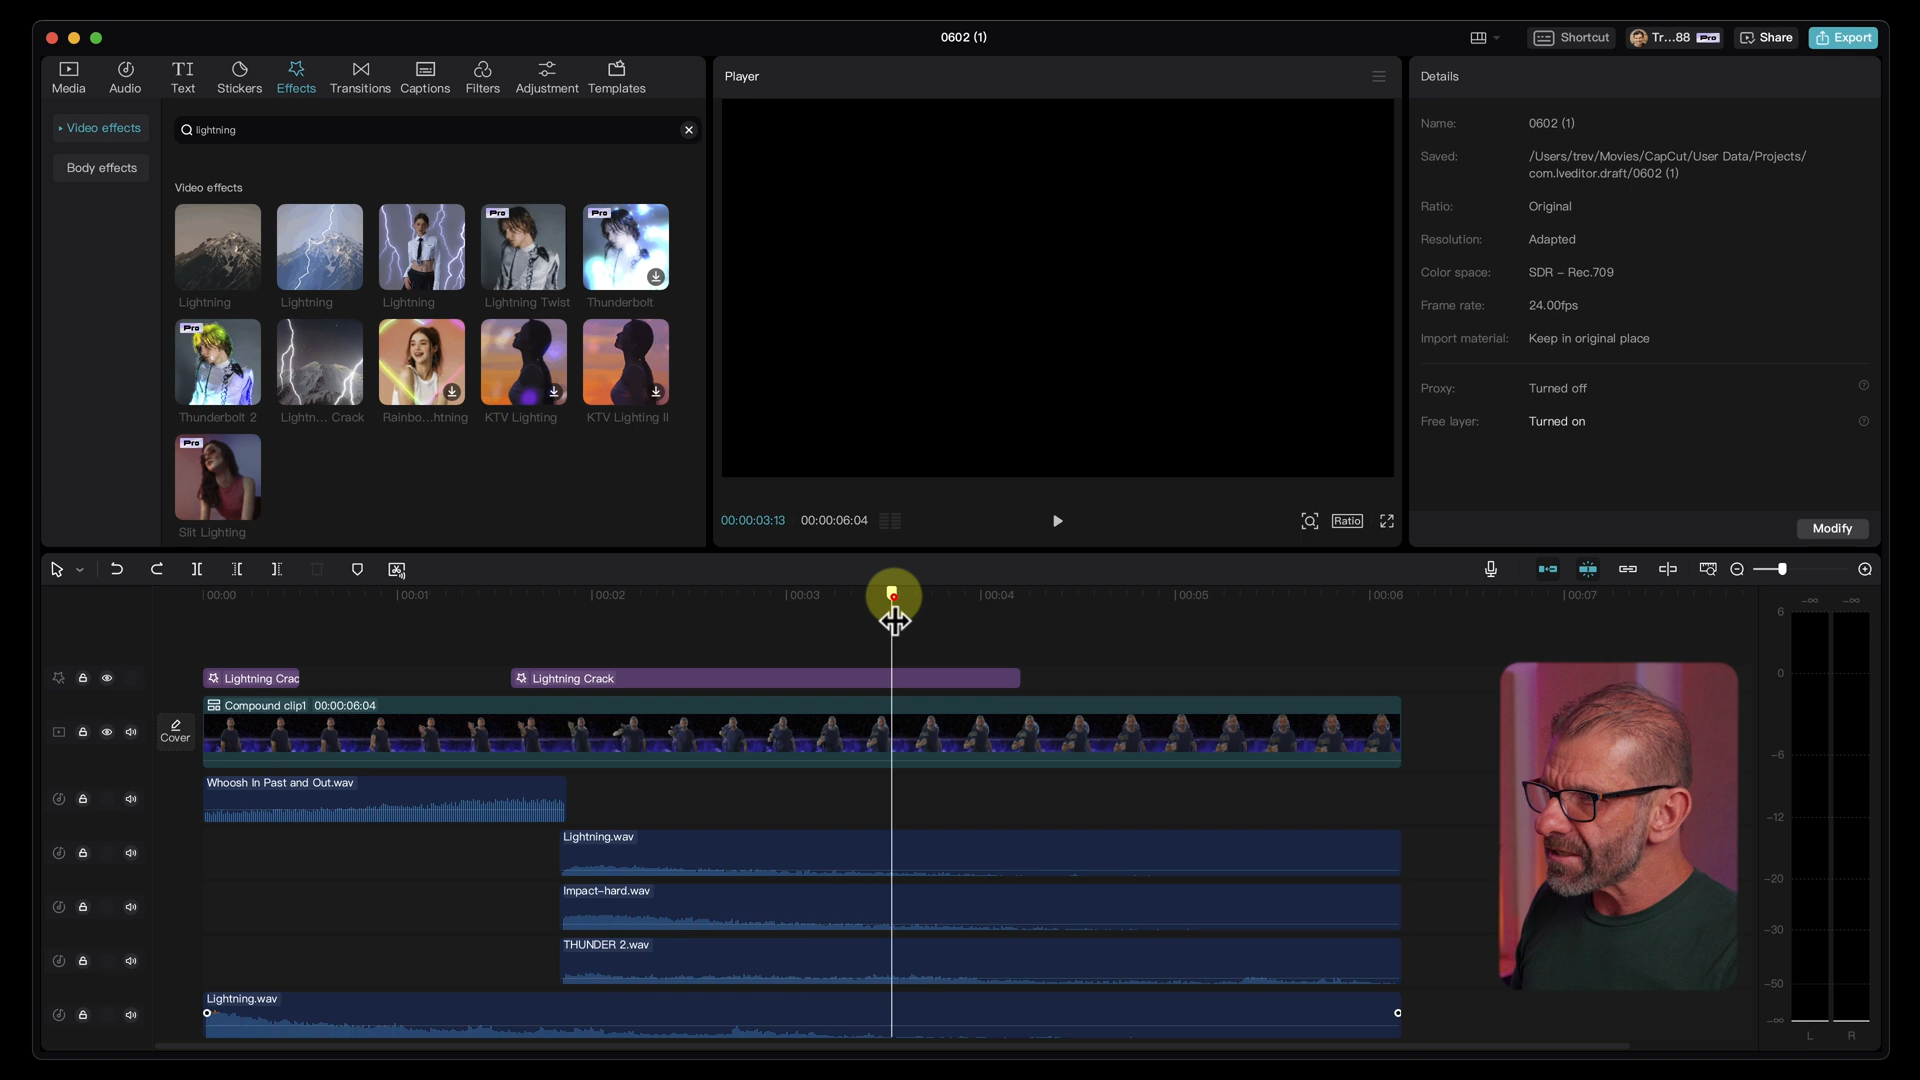 0602 (1)
Shortcut
Tr...88 Pro
Share
Export
Media
Audio
TI
Text
Stickers
Effects
Transitions
Captions
Filters
Adjustment
Templates
Video effects
Body effects
lightning
Video effects
Lightning
Lightning
Lightning
Pro
Lightning Twist
Pro
Thunderbolt
Pro
Thunderbolt 2
Lightn... Crack
Rainbo...htning
KTV Lighting
KTV Lighting II
Pro
Slit Lighting
Player
00:00:03:13
00:00:06:04
Ratio
Details
Name: 0602 (1)
Saved: /Users/trev/Movies/CapCut/User Data/Projects/
com.lveditor.draft/0602 (1)
Ratio: Original
Resolution: Adapted
Color space: SDR – Rec.709
Frame rate: 24.00fps
Import material: Keep in original place
Proxy: Turned off
Free layer: Turned on
Modify
00:00
00:01
00:02
00:03
00:04
00:05
00:06
00:07
Lightning Crac
Lightning Crack
Cover
Compound clip1 00:00:06:04
Whoosh In Past and Out.wav
Lightning.wav
Impact-hard.wav
THUNDER 2.wav
Lightning.wav
-∞ -∞
6
0
-6
-12
-20
-30
-50
-∞
L R